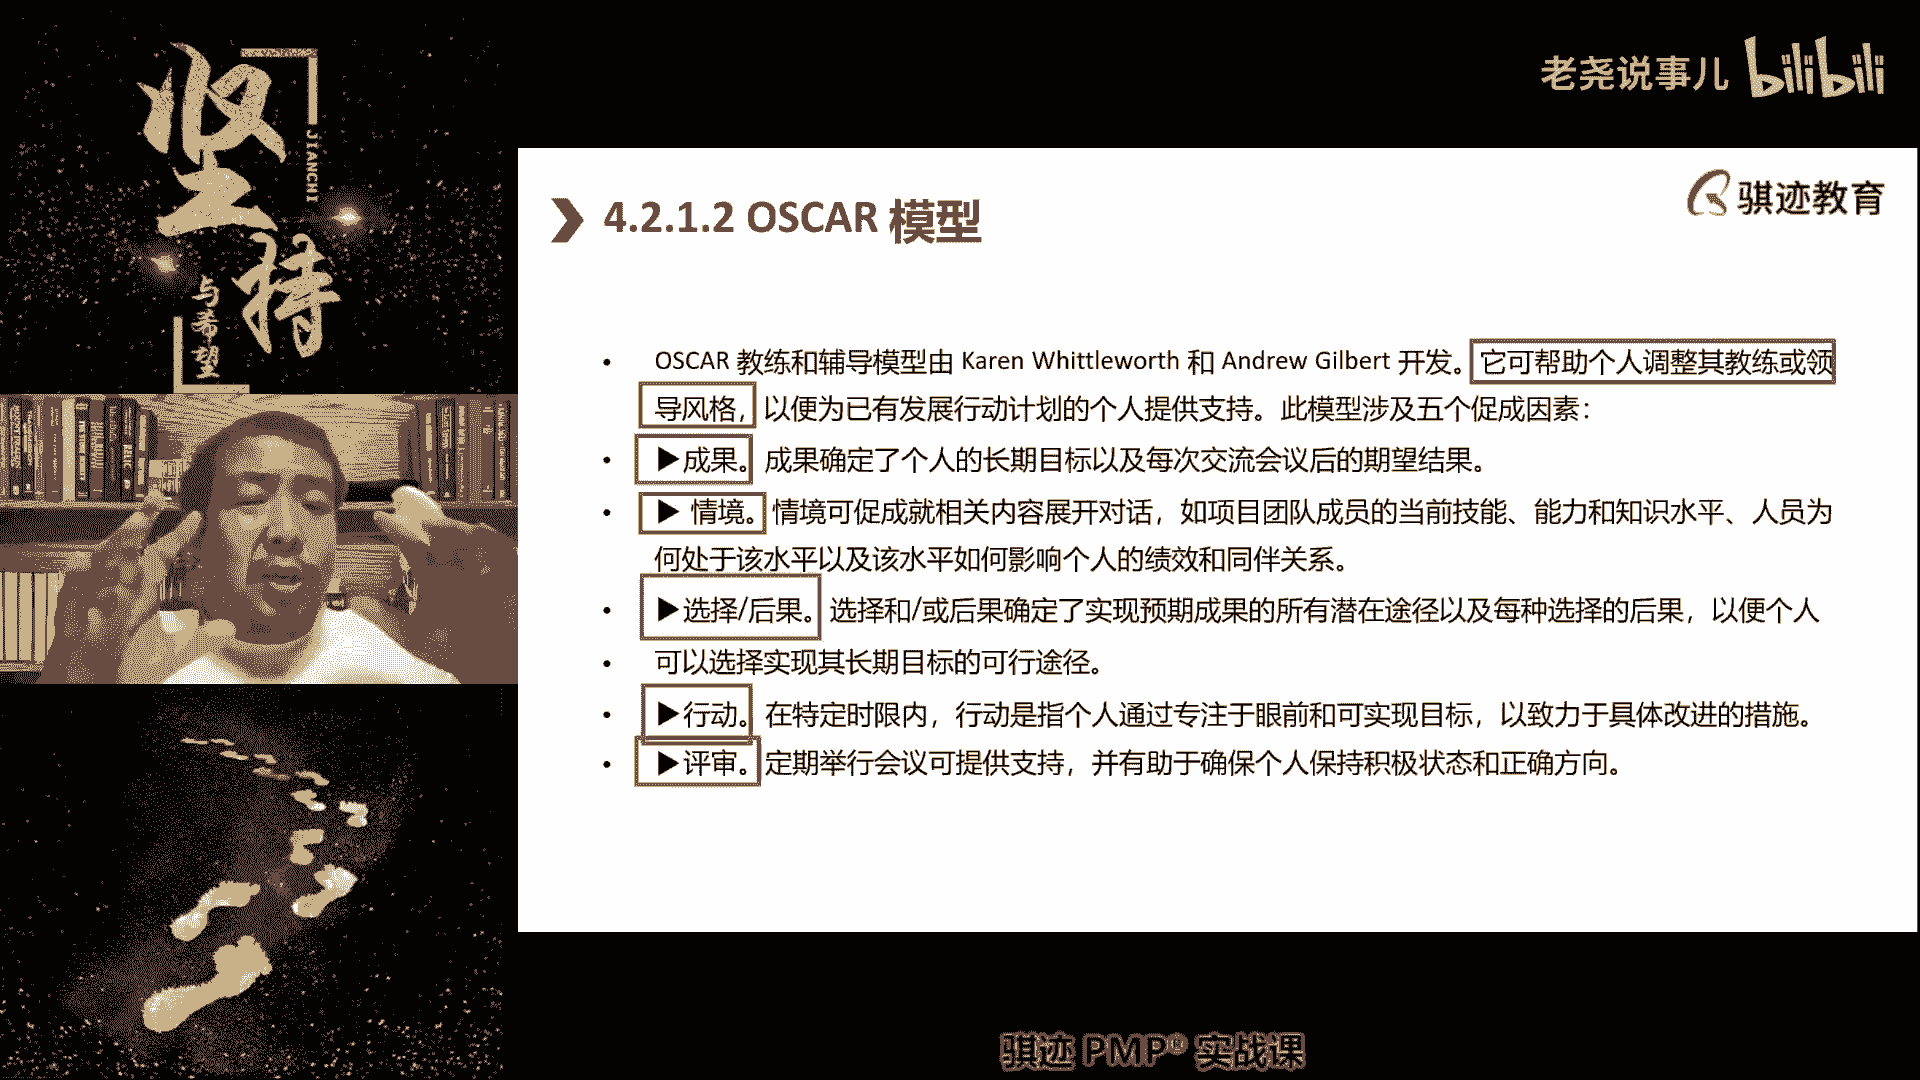 坚持
JIANCHI
与希望
老尧说事儿 bilibili
骐迹教育
4.2.1.2 OSCAR 模型
• OSCAR 教练和辅导模型由 Karen Whittleworth 和 Andrew Gilbert 开发。它可帮助个人调整其教练或领
导风格，以便为已有发展行动计划的个人提供支持。此模型涉及五个促成因素：
• ▶成果。成果确定了个人的长期目标以及每次交流会议后的期望结果。
• ▶ 情境。情境可促成就相关内容展开对话，如项目团队成员的当前技能、能力和知识水平、人员为
何处于该水平以及该水平如何影响个人的绩效和同伴关系。
• ▶选择/后果。选择和/或后果确定了实现预期成果的所有潜在途径以及每种选择的后果，以便个人
• 可以选择实现其长期目标的可行途径。
• ▶行动。在特定时限内，行动是指个人通过专注于眼前和可实现目标，以致力于具体改进的措施。
• ▶评审。定期举行会议可提供支持，并有助于确保个人保持积极状态和正确方向。
骐迹 PMP® 实战课